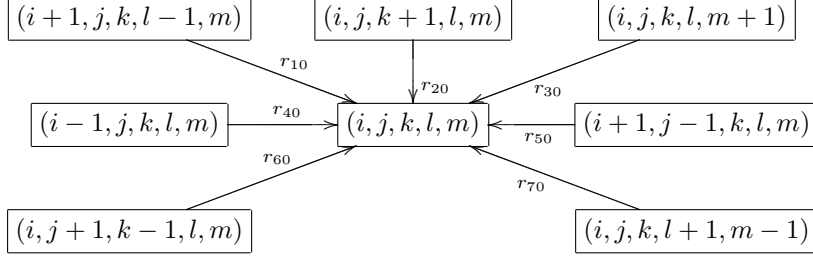 (i + 1, j, k, l − 1, m) (i, j, k + 1, l, m) (i, j, k, l, m + 1)
r₁₀ r₂₀ r₃₀
(i − 1, j, k, l, m) r₄₀ (i, j, k, l, m) r₅₀ (i + 1, j − 1, k, l, m)
r₆₀ r₇₀
(i, j + 1, k − 1, l, m) (i, j, k, l + 1, m − 1)